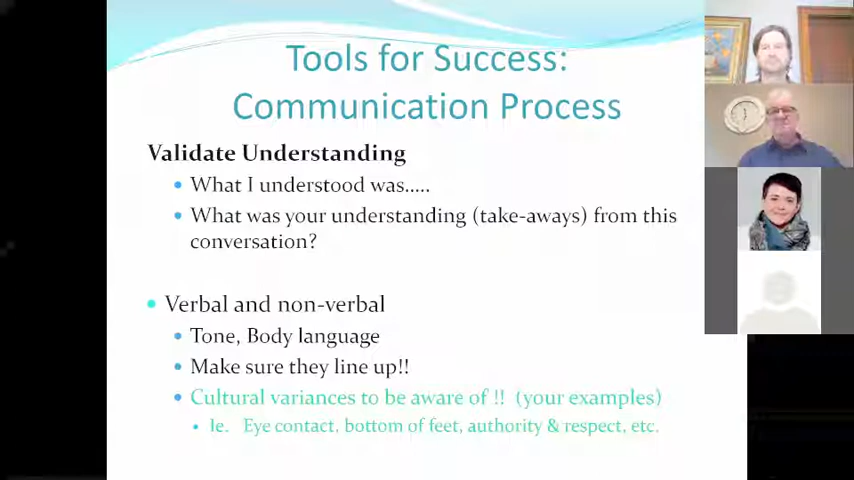 Tools for Success:
Communication Process
Validate Understanding
What I understood was.....
What was your understanding (take-aways) from this
conversation?
Verbal and non-verbal
Tone, Body language
Make sure they line up!!
Cultural variances to be aware of !! (your examples)
Ie. Eye contact, bottom of feet, authority & respect, etc.